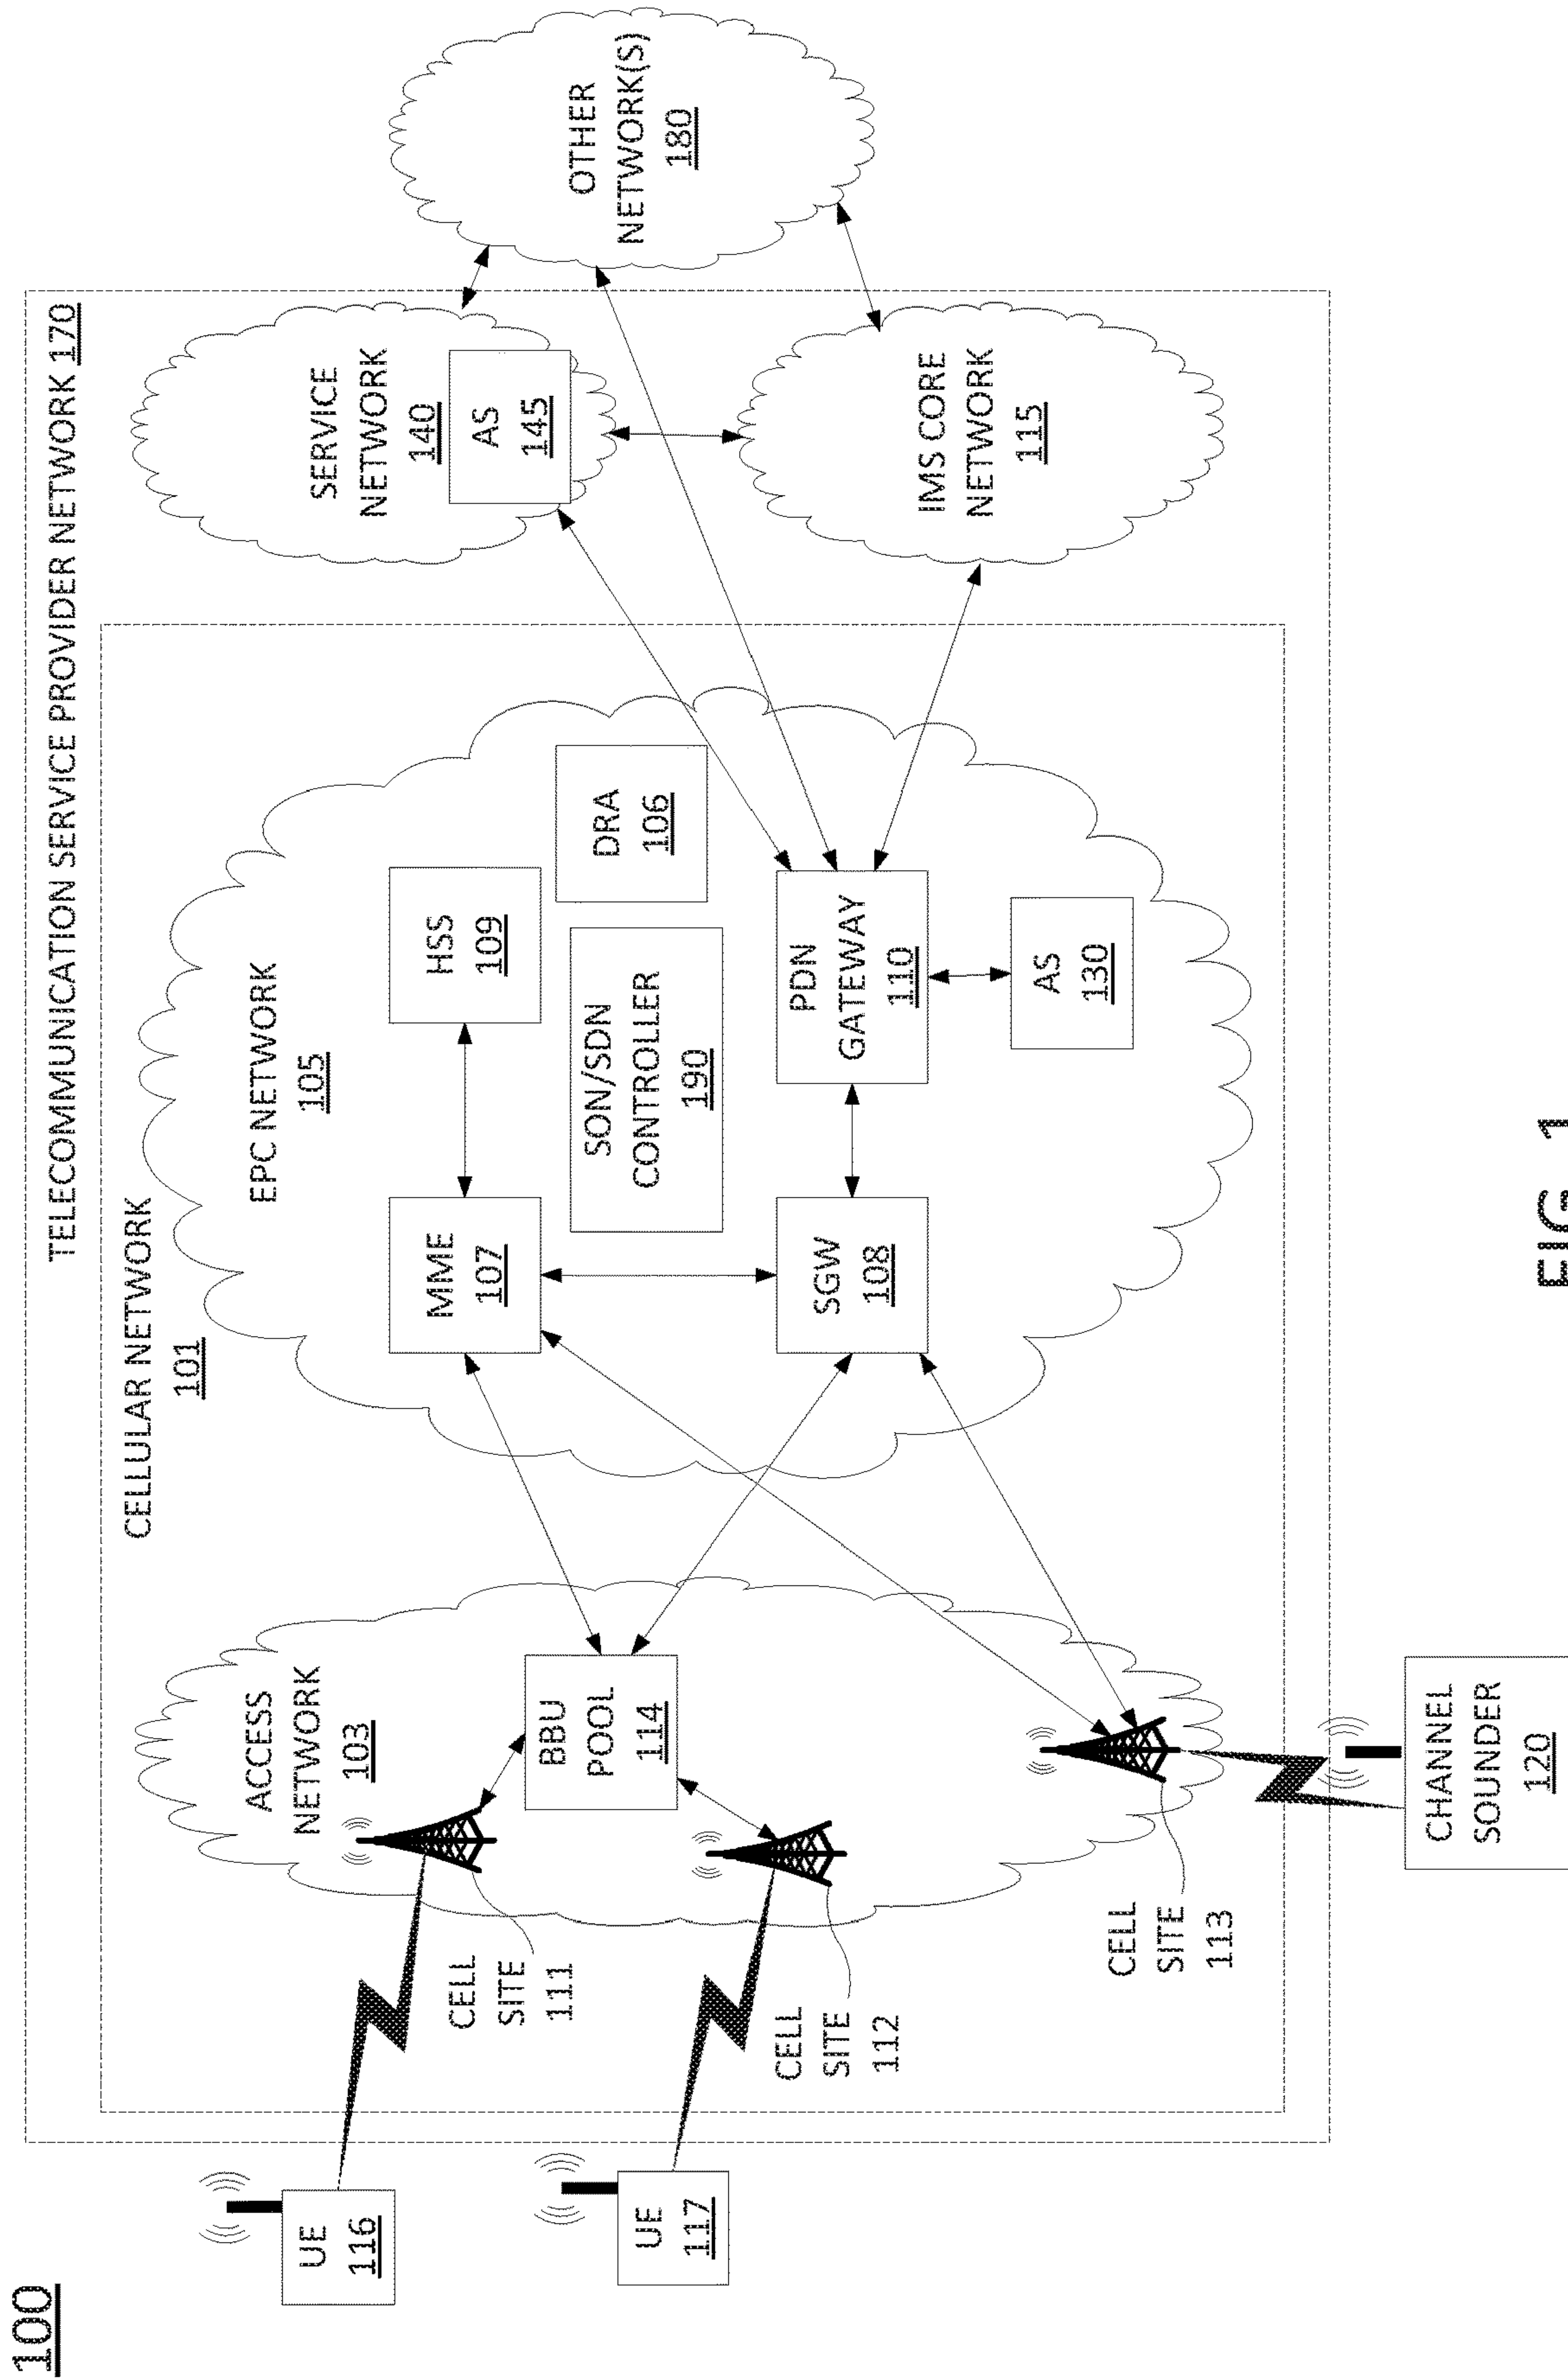 100
TELECOMMUNICATION SERVICE PROVIDER NETWORK 170
CELLULAR NETWORK
101
ACCESS
NETWORK
103
EPC NETWORK
105
SERVICE
NETWORK
140
AS
145
OTHER
NETWORK(S)
180
UE
116
CELL
SITE
111
BBU
POOL
114
MME
107
HSS
109
SON/SDN
CONTROLLER
190
DRA
106
UE
117
CELL
SITE
112
SGW
108
PDN
GATEWAY
110
AS
130
IMS CORE
NETWORK
115
CELL
SITE
113
CHANNEL
SOUNDER
120
FIG. 1